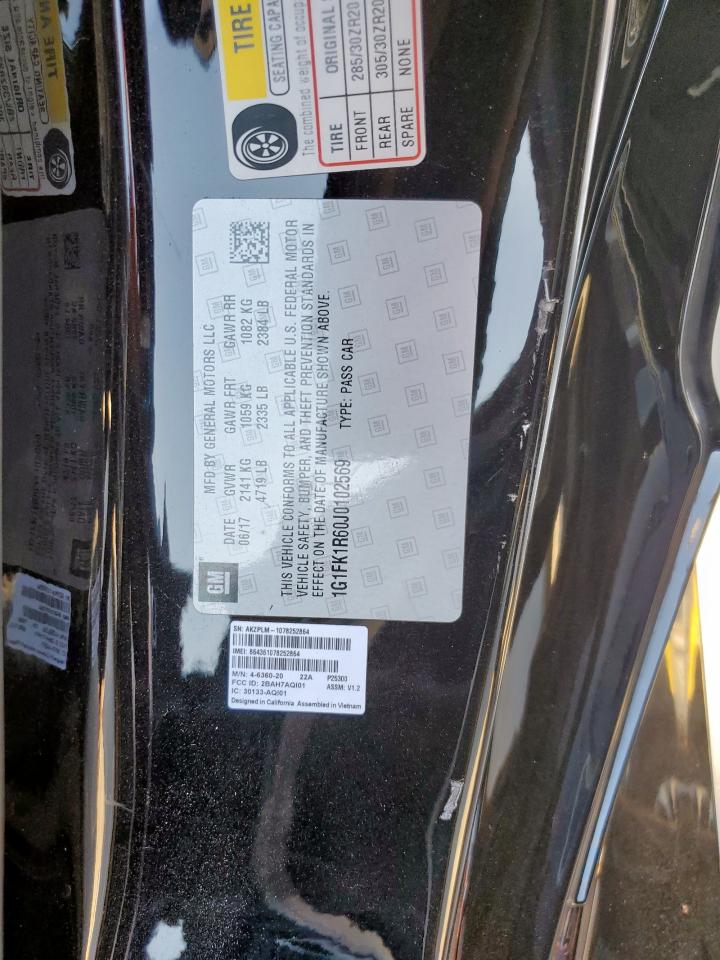 TIRE
SEATING CAPA
The combined weight of occup
TIRE ORIGINAL
FRONT 285/30ZR20
REAR 305/30ZR20
SPARE NONE
GM
MFD BY GENERAL MOTORS LLC
DATE GVWR GAWR FRT GAWR RR
06/17 2141 KG 1059 KG 1082 KG
4719 LB 2335 LB 2384 LB
THIS VEHICLE CONFORMS TO ALL APPLICABLE U.S. FEDERAL MOTOR
VEHICLE SAFETY, BUMPER, AND THEFT PREVENTION STANDARDS IN
EFFECT ON THE DATE OF MANUFACTURE SHOWN ABOVE.
1G1FK1R60J0102569 TYPE: PASS CAR
SN: AKZPLM-1078252864
IMEI: 864361078252864
M/N: 4-6360-20 22A P25300
FCC ID: 2BAH7AQI01 ASSM: V1.2
IC: 30133-AQI01
Designed in California Assembled in Vietnam